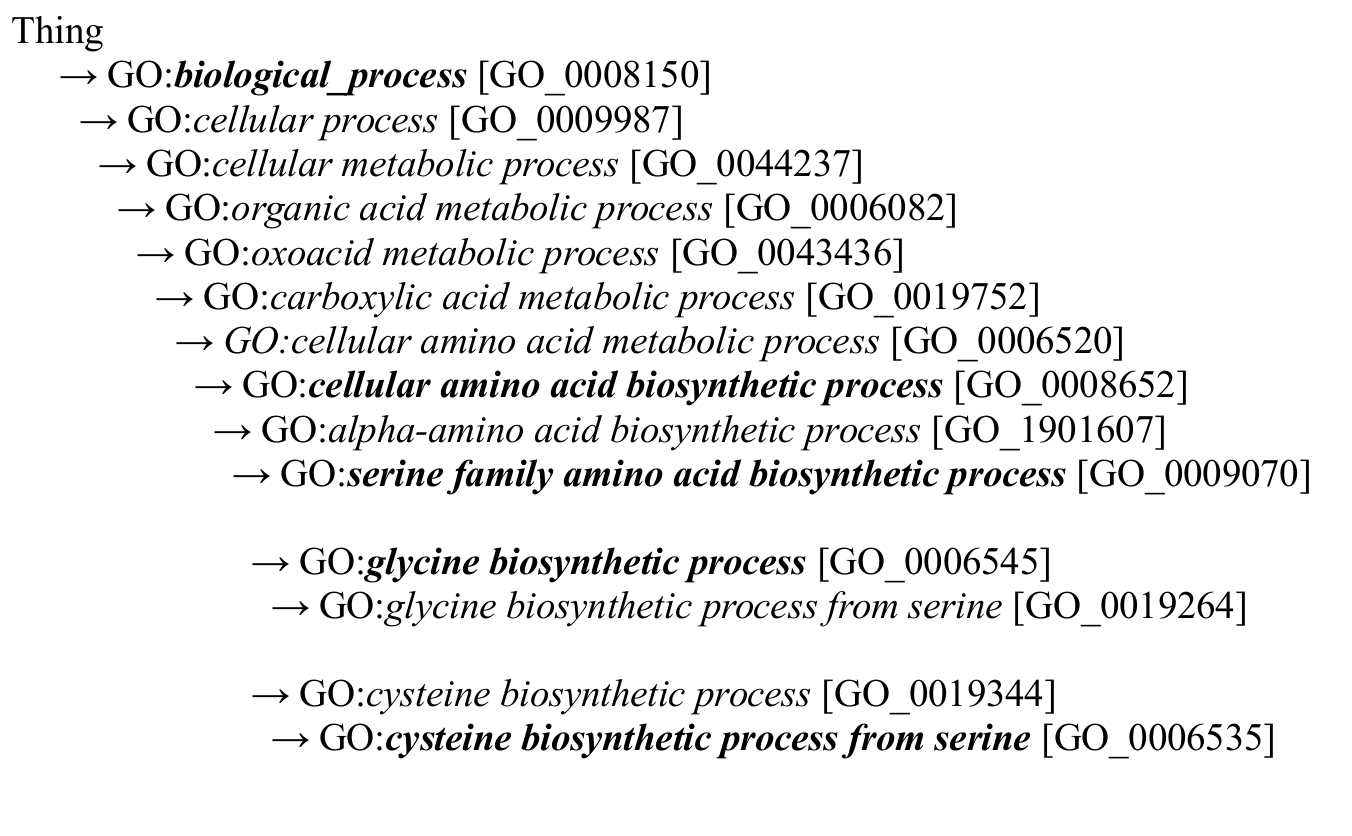 Thing
→ GO:biological_process [GO_0008150]
→ GO:cellular process [GO_0009987]
→ GO:cellular metabolic process [GO_0044237]
→ GO:organic acid metabolic process [GO_0006082]
→ GO:oxoacid metabolic process [GO_0043436]
→ GO:carboxylic acid metabolic process [GO_0019752]
→ GO:cellular amino acid metabolic process [GO_0006520]
→ GO:cellular amino acid biosynthetic process [GO_0008652]
→ GO:alpha-amino acid biosynthetic process [GO_1901607]
→ GO:serine family amino acid biosynthetic process [GO_0009070]
→ GO:glycine biosynthetic process [GO_0006545]
→ GO:glycine biosynthetic process from serine [GO_0019264]
→ GO:cysteine biosynthetic process [GO_0019344]
→ GO:cysteine biosynthetic process from serine [GO_0006535]